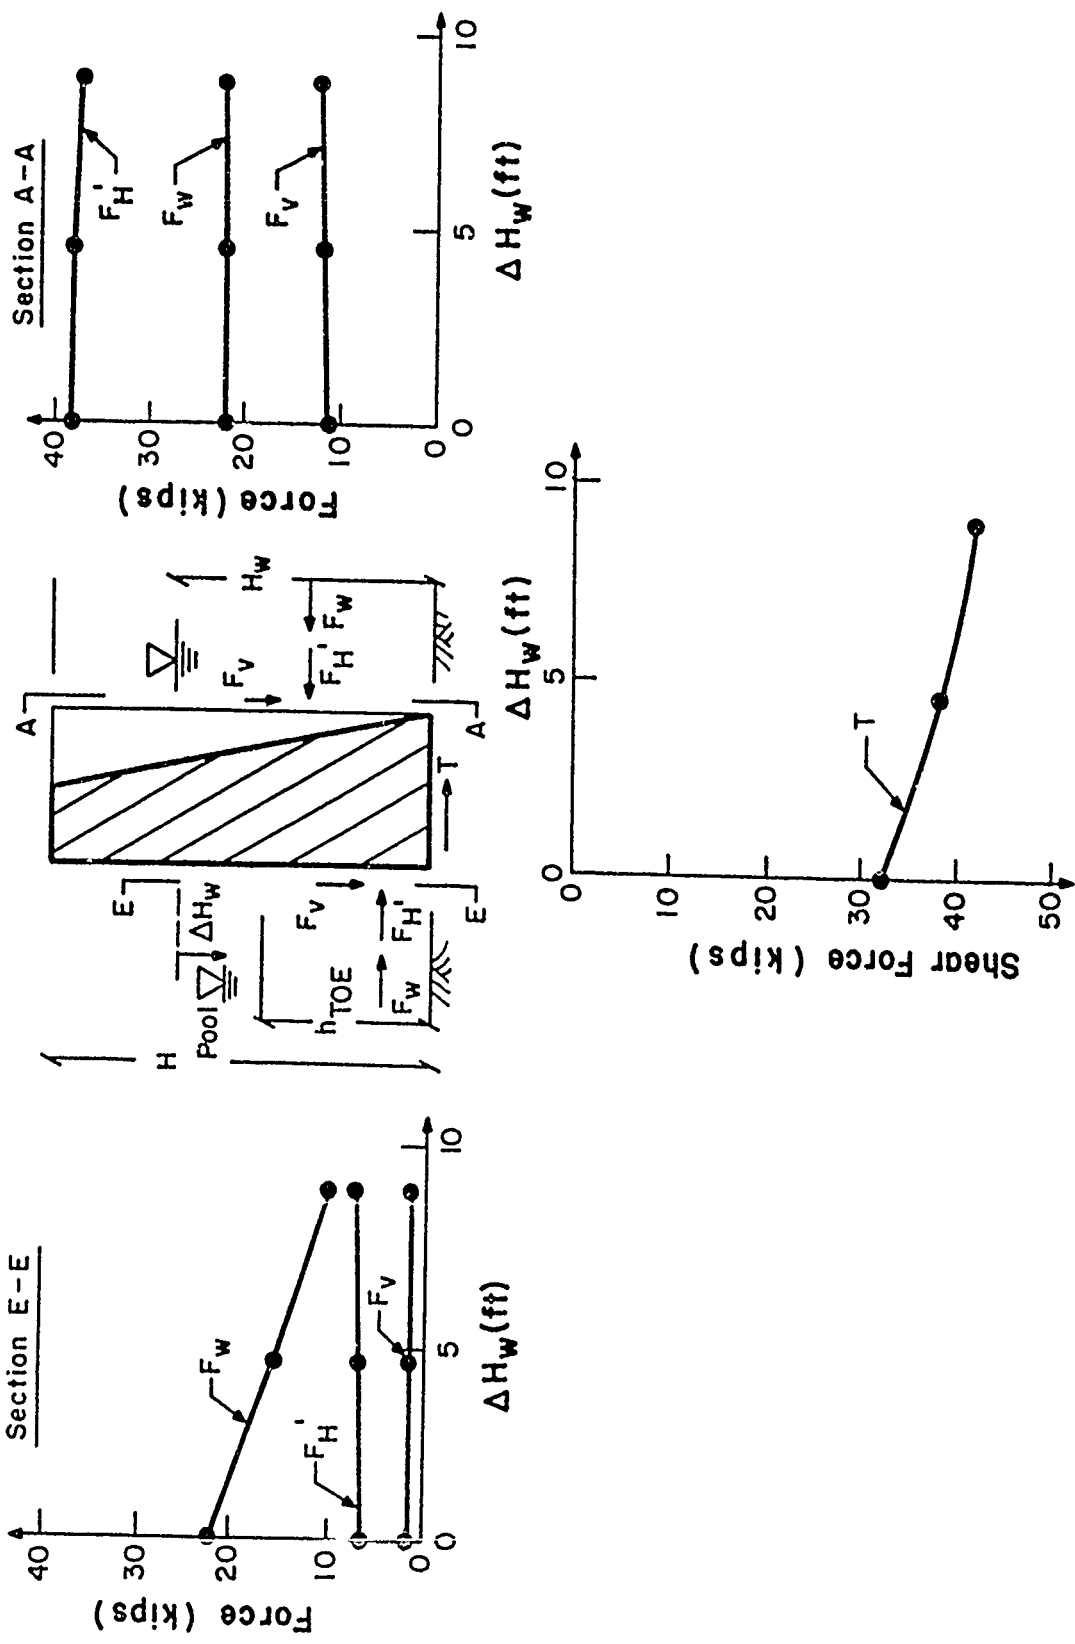 Section E-E
Force (kips)
40
30
20
10
0
0
5
10
ΔH_W (ft)
F_W
F_H'
F_V
H
Pool
ΔH_W
h_TOE
E
E
F_V
F_W
F_H'
T
A
A
F_V
F_H'
F_W
H_W
Section A-A
Force (kips)
40
30
20
10
0
0
5
10
ΔH_W (ft)
F_H'
F_W
F_V
Shear Force (kips)
0
10
20
30
40
50
0
5
10
ΔH_W (ft)
T